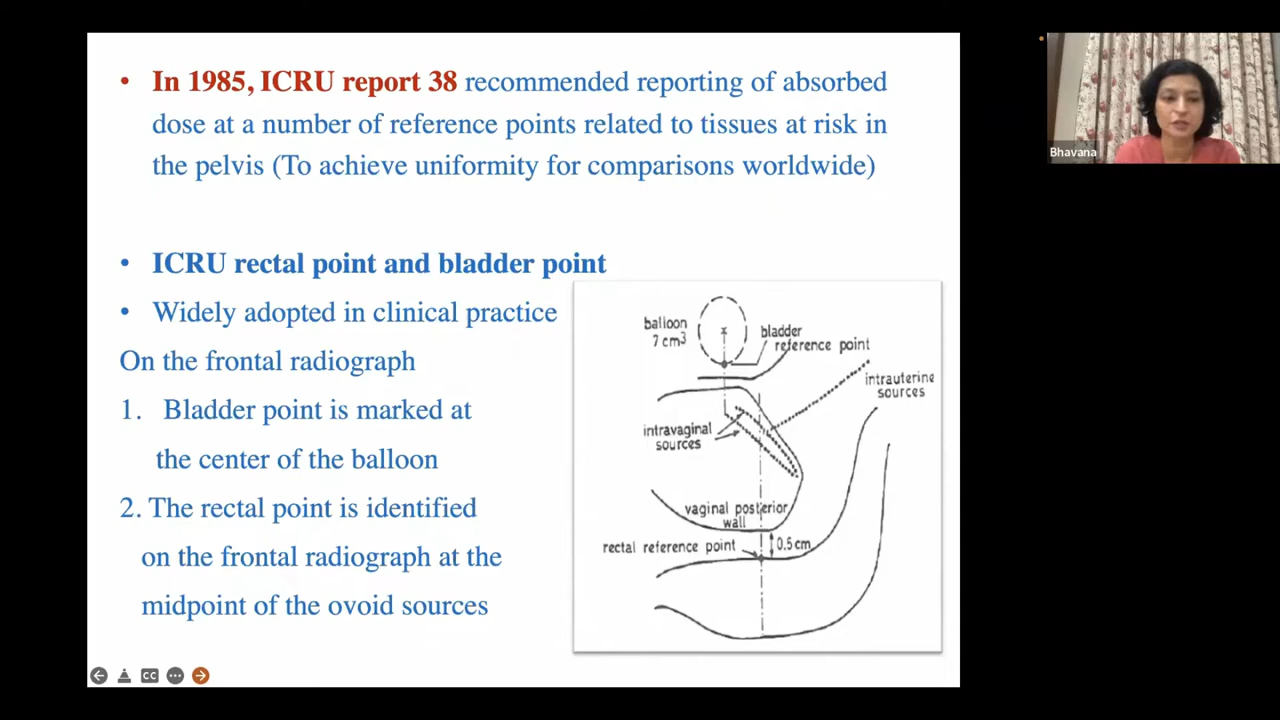 • In 1985, ICRU report 38 recommended reporting of absorbed
dose at a number of reference points related to tissues at risk in
the pelvis (To achieve uniformity for comparisons worldwide)
• ICRU rectal point and bladder point
• Widely adopted in clinical practice
On the frontal radiograph
1. Bladder point is marked at
the center of the balloon
2. The rectal point is identified
on the frontal radiograph at the
midpoint of the ovoid sources
balloon
7 cm3
bladder
reference point
intrauterine
sources
intravaginal
sources
vaginal posterior
wall
rectal reference point
0.5cm
CC
Bhavana